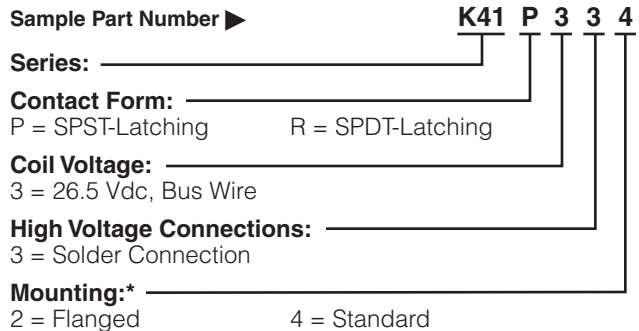 Sample Part Number ▶ K41 P 3 3 4
Series:
Contact Form:
P = SPST-Latching R = SPDT-Latching
Coil Voltage:
3 = 26.5 Vdc, Bus Wire
High Voltage Connections:
3 = Solder Connection
Mounting:*
2 = Flanged 4 = Standard